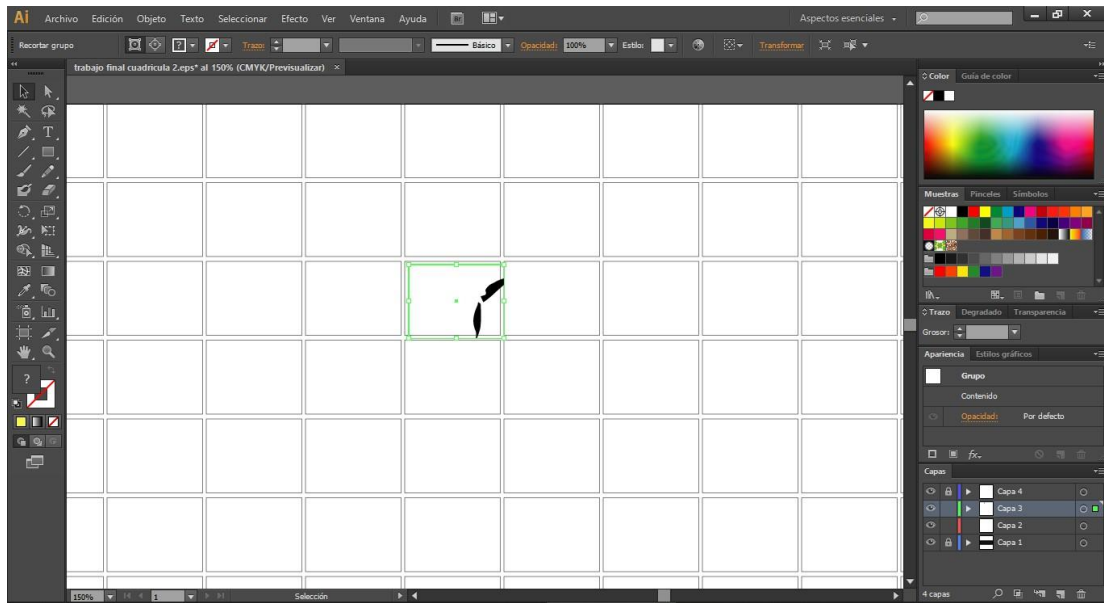 Ai Archivo Edición Objeto Texto Seleccionar Efecto Ver Ventana Ayuda Br Aspectos esenciales
Recortar grupo ? Trazo: Básico Opacidad: 100% Estilo: Transformar
trabajo final cuadricula 2.eps* al 150% (CMYK/Previsualizar) ×
Color Guía de color
Muestras Pinceles Símbolos
Trazo Degradado Transparencia
Grosor:
Apariencia Estilos gráficos
Grupo
Contenido
Opacidad: Por defecto
fx
Capas
Capa 4
Capa 3
Capa 2
Capa 1
4 capas
T
?
150% 1 Selección